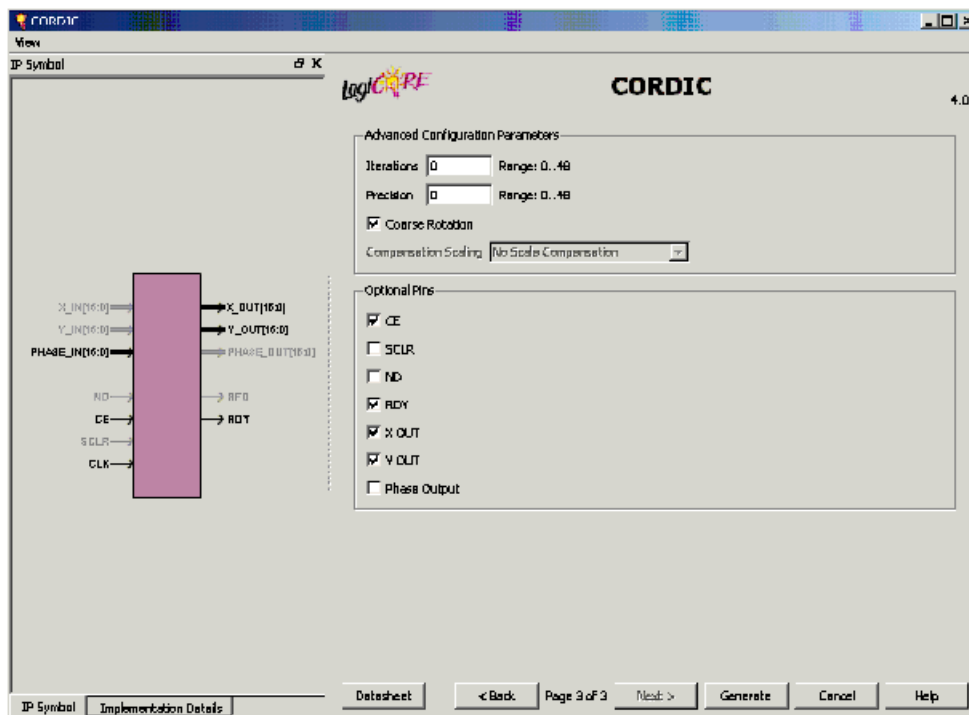 CORDIC
View
IP Symbol
LogiCORE
CORDIC
4.0
Advanced Configuration Parameters
Iterations 0 Range: 0..48
Precision 0 Range: 0..48
Coarse Rotation
Compensation Scaling No Scale Compensation
Optional Pins
CE
SCLR
ND
RDY
X OUT
Y OUT
Phase Output
X_IN[16:0]
X_OUT[16:0]
Y_IN[16:0]
Y_OUT[16:0]
PHASE_IN[16:0]
PHASE_OUT[16:0]
ND
RFD
CE
RDY
SCLR
CLK
IP Symbol
Implementation Details
Datasheet
< Back
Page 3 of 3
Next >
Generate
Cancel
Help